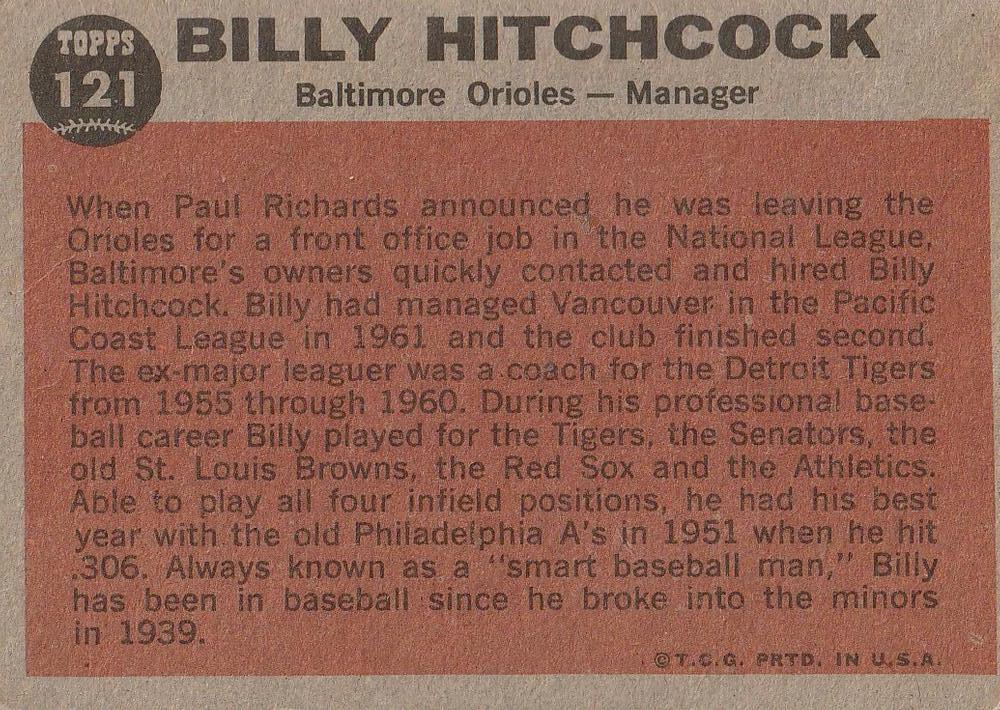 TOPPS
121
BILLY HITCHCOCK
Baltimore Orioles — Manager
When Paul Richards announced he was leaving the
Orioles for a front office job in the National League,
Baltimore's owners quickly contacted and hired Billy
Hitchcock. Billy had managed Vancouver in the Pacific
Coast League in 1961 and the club finished second.
The ex-major leaguer was a coach for the Detroit Tigers
from 1955 through 1960. During his professional base-
ball career Billy played for the Tigers, the Senators, the
old St. Louis Browns, the Red Sox and the Athletics.
Able to play all four infield positions, he had his best
year with the old Philadelphia A's in 1951 when he hit
.306. Always known as a "smart baseball man," Billy
has been in baseball since he broke into the minors
in 1939.
©T.C.G. PRTD. IN U.S.A.